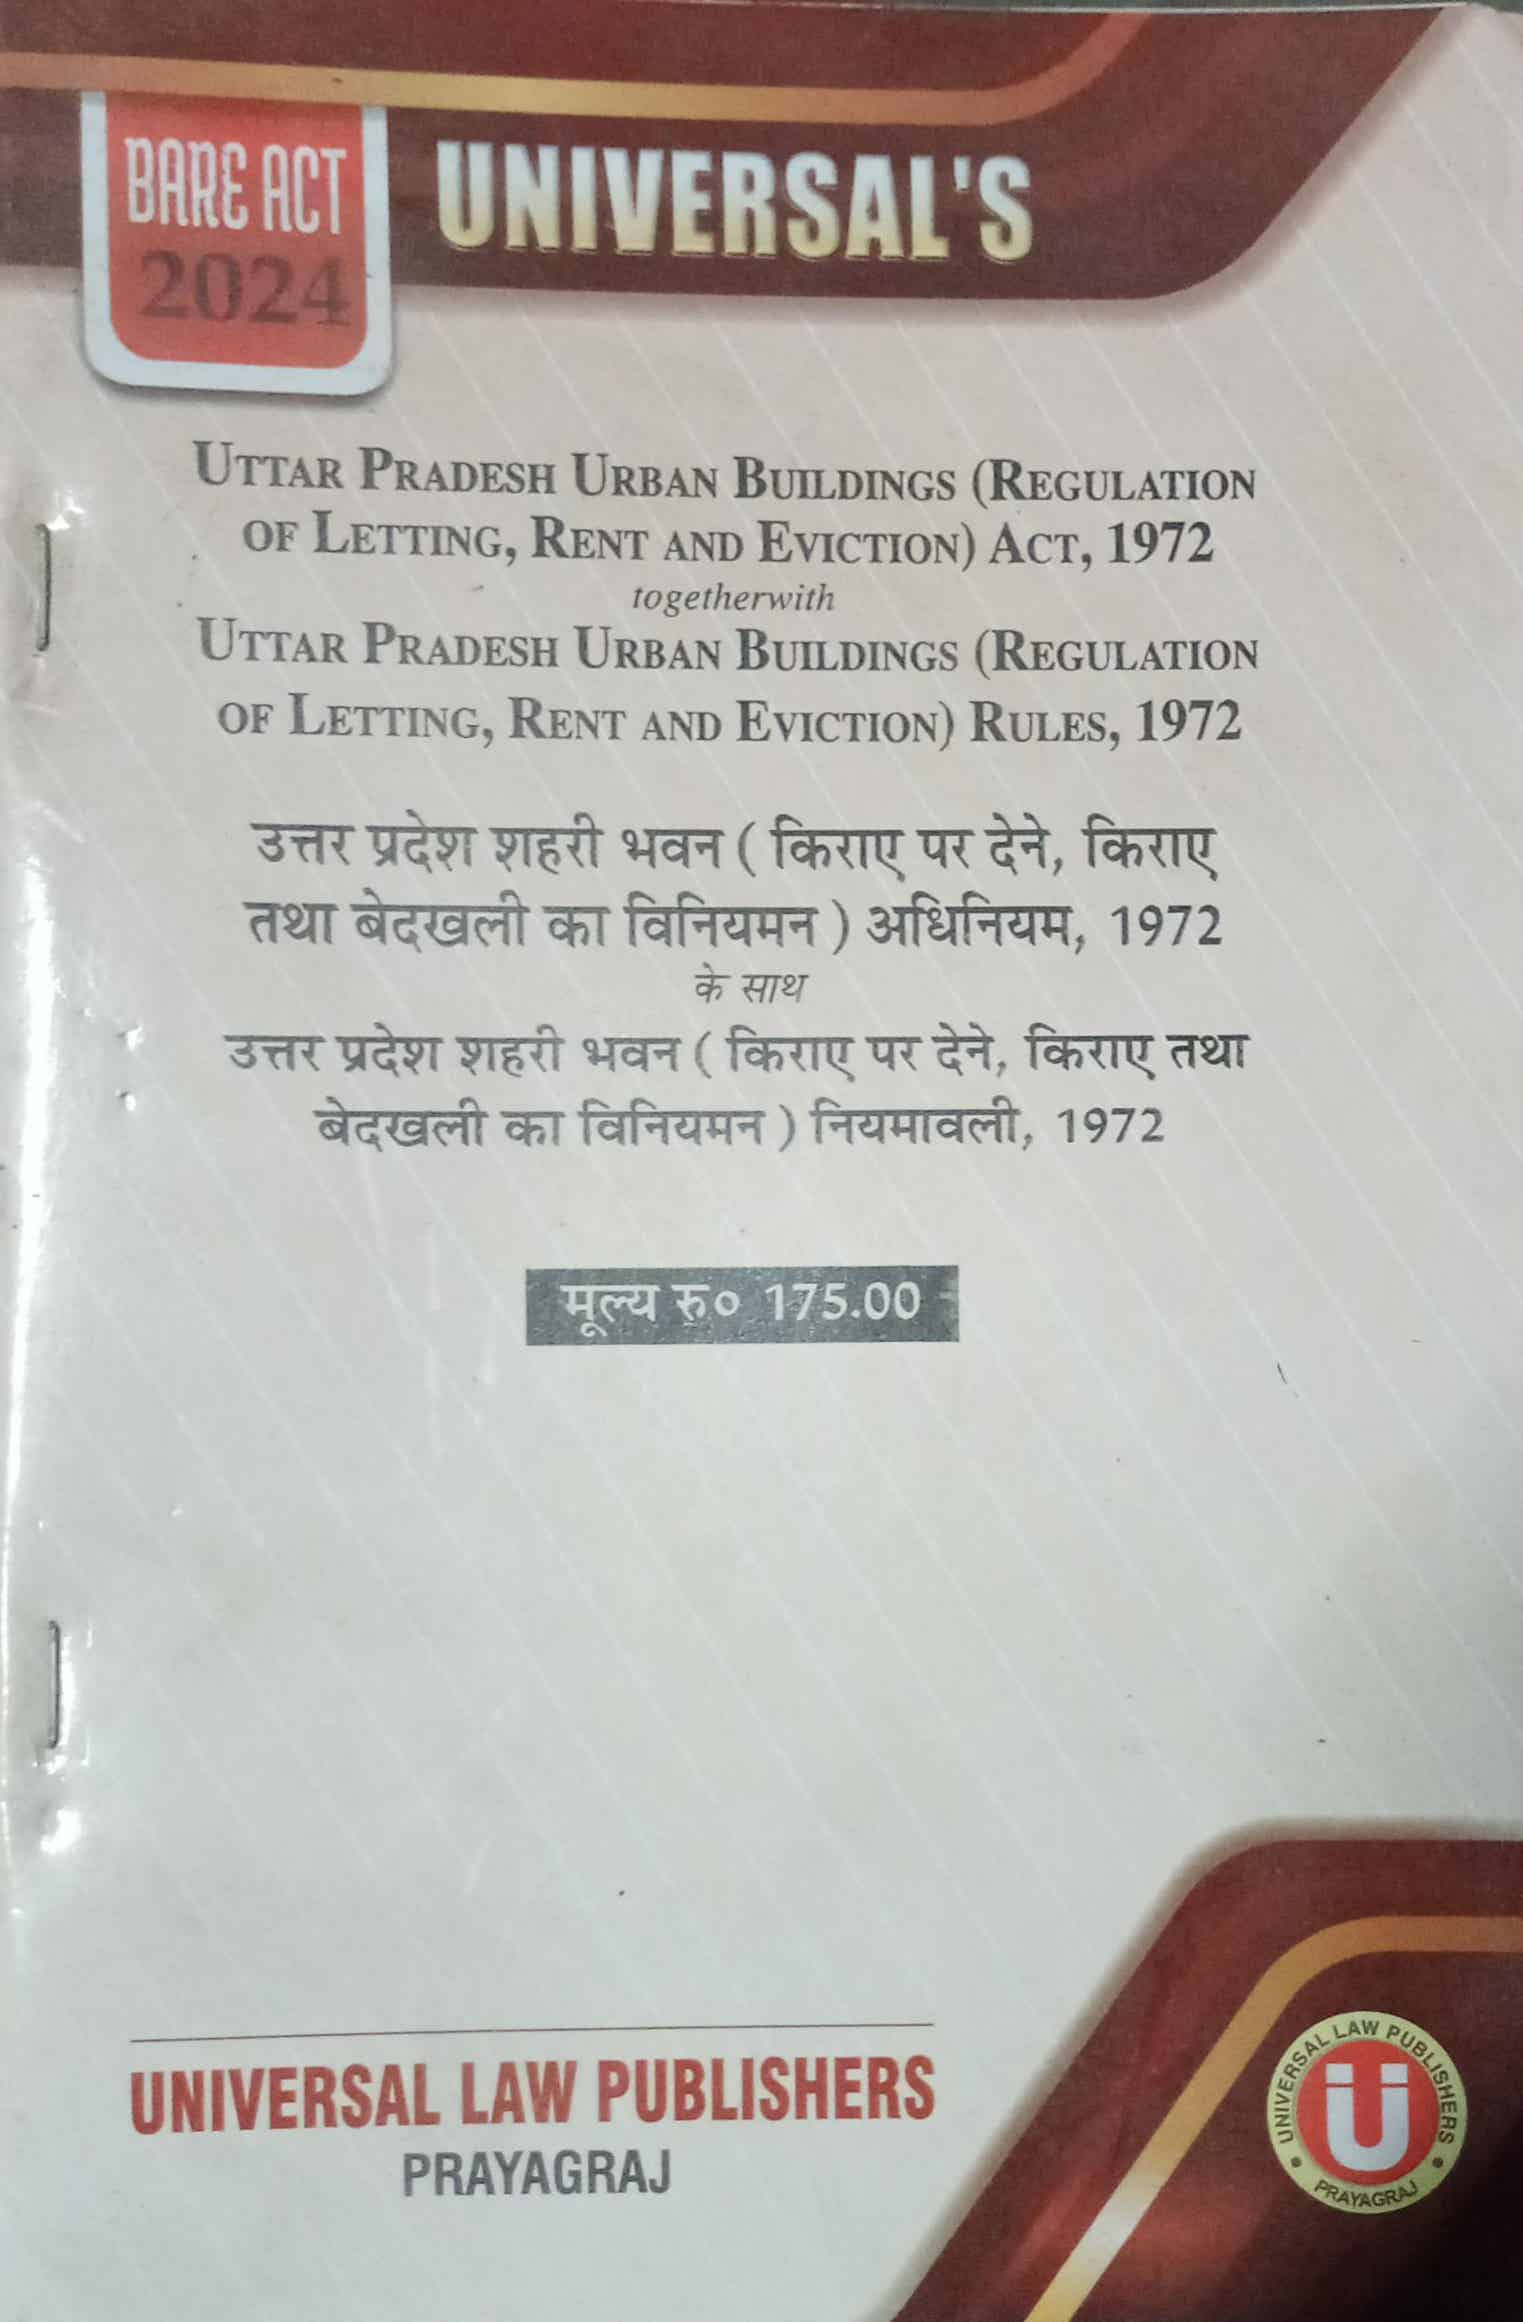 BARE ACT
2024
UNIVERSAL'S
UTTAR PRADESH URBAN BUILDINGS (REGULATION
OF LETTING, RENT AND EVICTION) ACT, 1972
togetherwith
UTTAR PRADESH URBAN BUILDINGS (REGULATION
OF LETTING, RENT AND EVICTION) RULES, 1972
उत्तर प्रदेश शहरी भवन ( किराए पर देने, किराए
तथा बेदखली का विनियमन ) अधिनियम, 1972
के साथ
उत्तर प्रदेश शहरी भवन ( किराए पर देने, किराए तथा
बेदखली का विनियमन ) नियमावली, 1972
मूल्य रु० 175.00
UNIVERSAL LAW PUBLISHERS
PRAYAGRAJ
UNIVERSAL LAW PUBLISHERS
U
• PRAYAGRAJ •